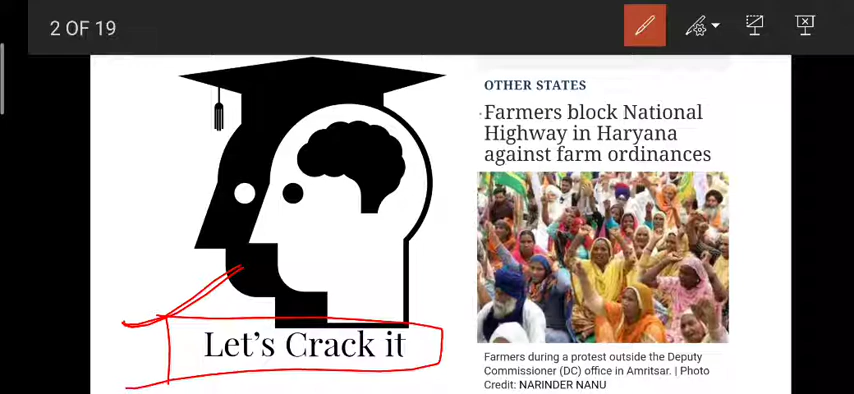 2 OF 19
Let's Crack it
OTHER STATES
Farmers block National
Highway in Haryana
against farm ordinances
Farmers during a protest outside the Deputy
Commissioner (DC) office in Amritsar. | Photo
Credit: NARINDER NANU